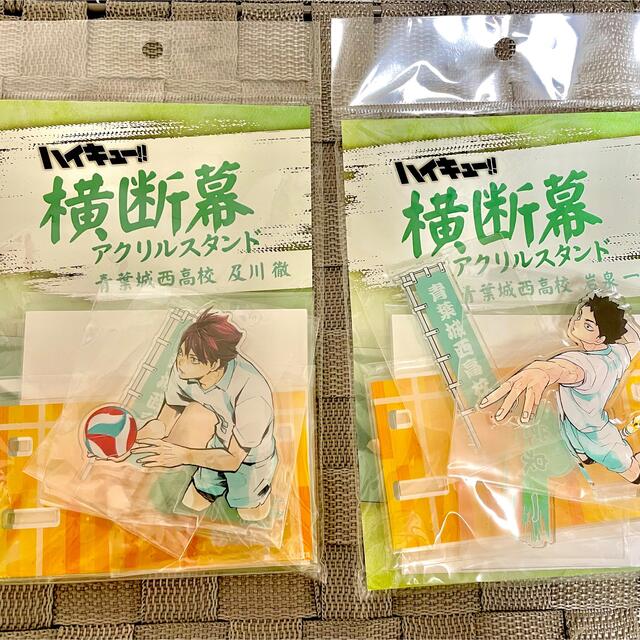 ハイキュー!!
横断幕
アクリルスタンド
青葉城西高校 及川 徹
ハイキュー!!
横断幕
アクリルスタンド
青葉城西高校 岩泉 一
青葉城西高校